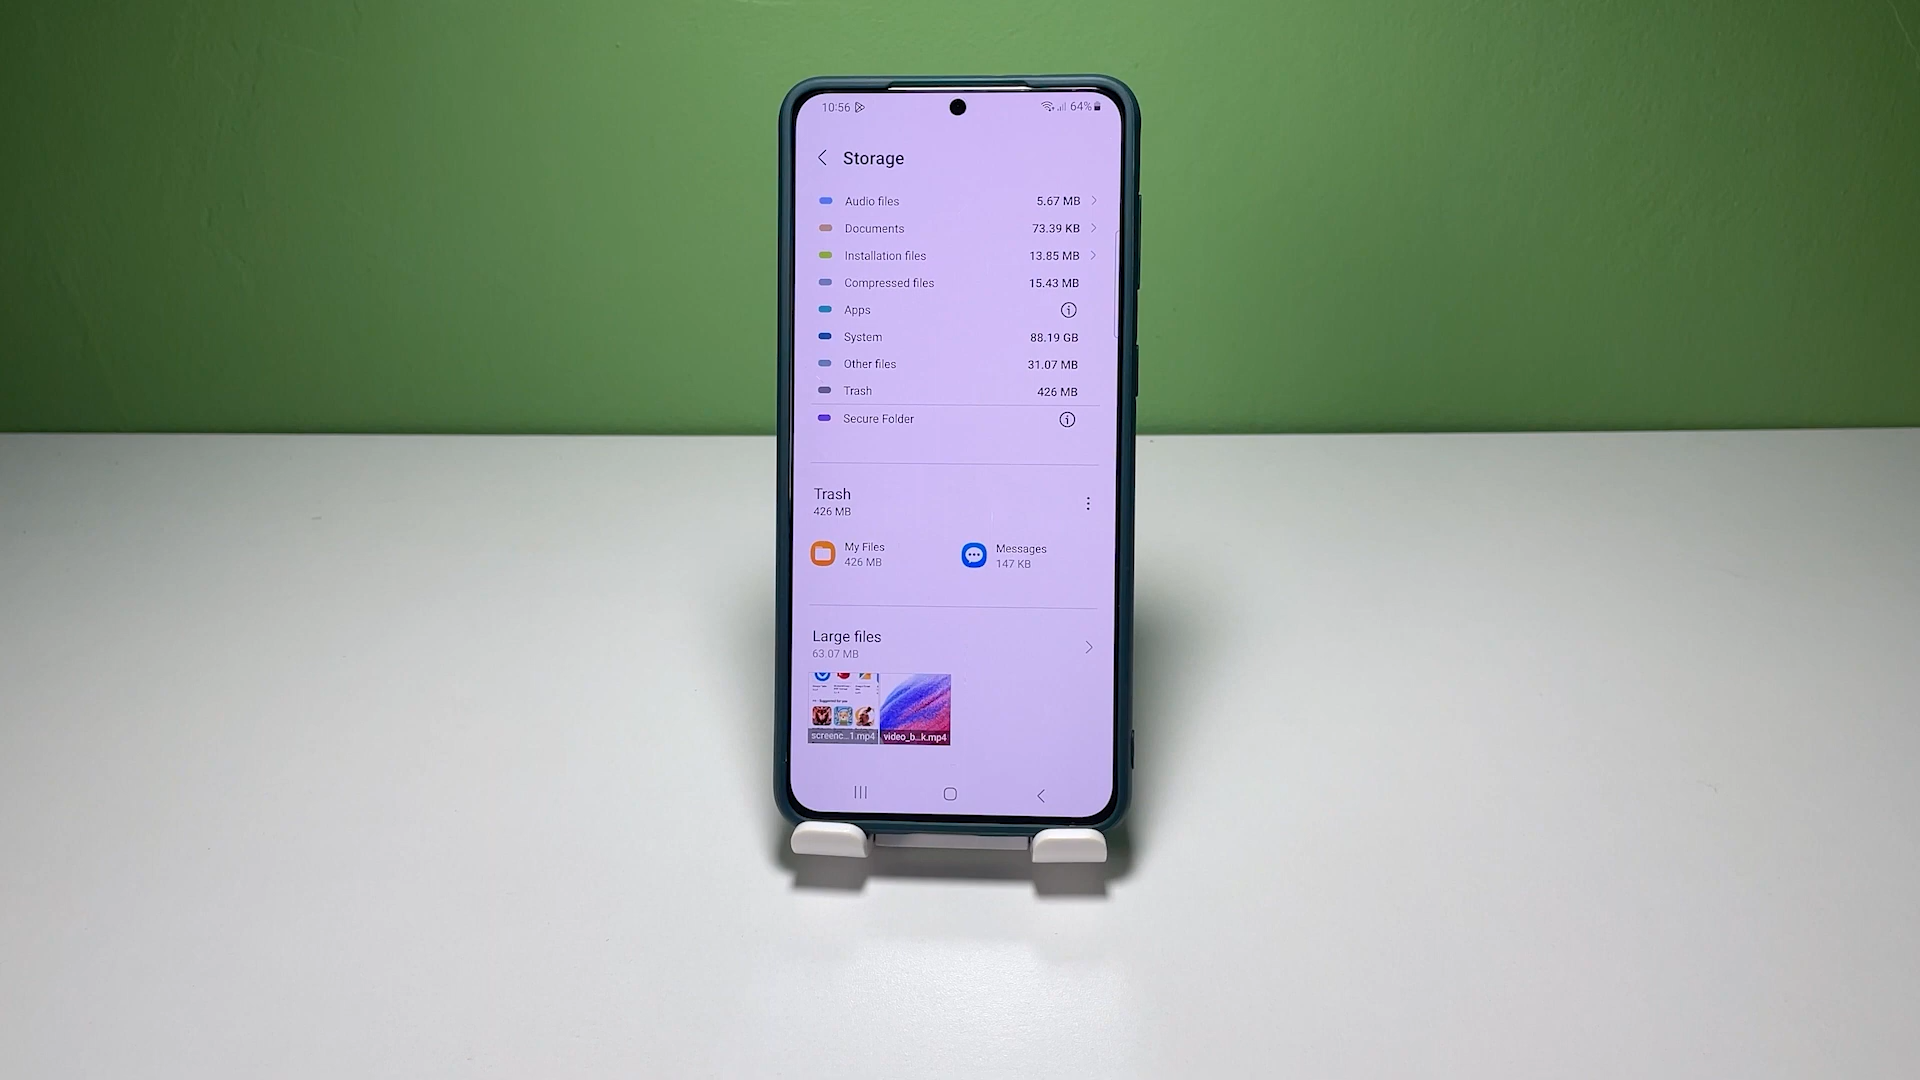 10:56
64%
Storage
Audio files 5.67 MB
Documents 73.39 KB
Installation files 13.85 MB
Compressed files 15.43 MB
Apps
System 88.19 GB
Other files 31.07 MB
Trash 426 MB
Secure Folder
Trash
426 MB
My Files
426 MB
Messages
147 KB
Large files
63.07 MB
screenc...1.mp4
video_b...k.mp4